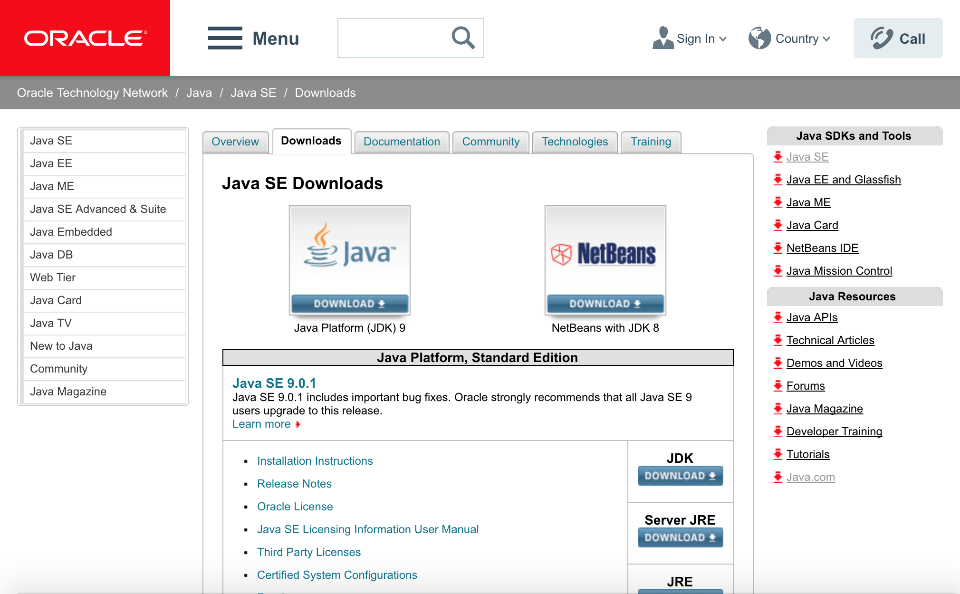 ORACLE
Menu
Sign In
Country
Call
Oracle Technology Network / Java / Java SE / Downloads
Java SE
Java EE
Java ME
Java SE Advanced & Suite
Java Embedded
Java DB
Web Tier
Java Card
Java TV
New to Java
Community
Java Magazine
Overview
Downloads
Documentation
Community
Technologies
Training
Java SE Downloads
Java
DOWNLOAD
Java Platform (JDK) 9
NetBeans
DOWNLOAD
NetBeans with JDK 8
Java Platform, Standard Edition
Java SE 9.0.1
Java SE 9.0.1 includes important bug fixes. Oracle strongly recommends that all Java SE 9
users upgrade to this release.
Learn more
Installation Instructions
Release Notes
Oracle License
Java SE Licensing Information User Manual
Third Party Licenses
Certified System Configurations
JDK
DOWNLOAD
Server JRE
DOWNLOAD
JRE
Java SDKs and Tools
Java SE
Java EE and Glassfish
Java ME
Java Card
NetBeans IDE
Java Mission Control
Java Resources
Java APIs
Technical Articles
Demos and Videos
Forums
Java Magazine
Developer Training
Tutorials
Java.com